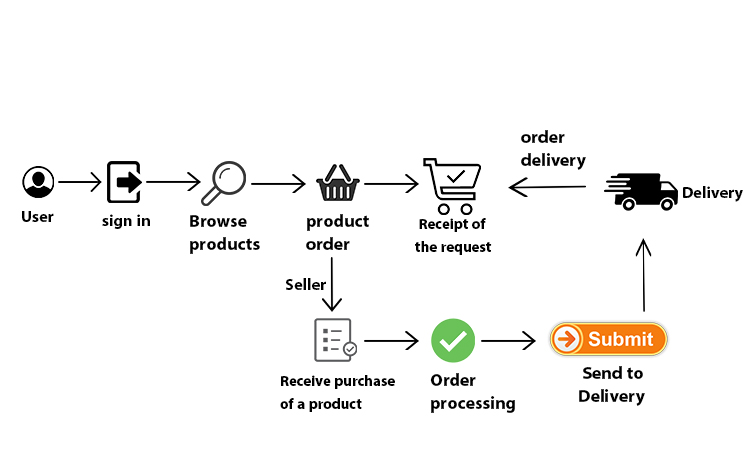 order
delivery
User
sign in
Browse
products
product
order
Receipt of
the request
Delivery
Seller
Submit
Receive purchase
of a product
Order
processing
Send to
Delivery